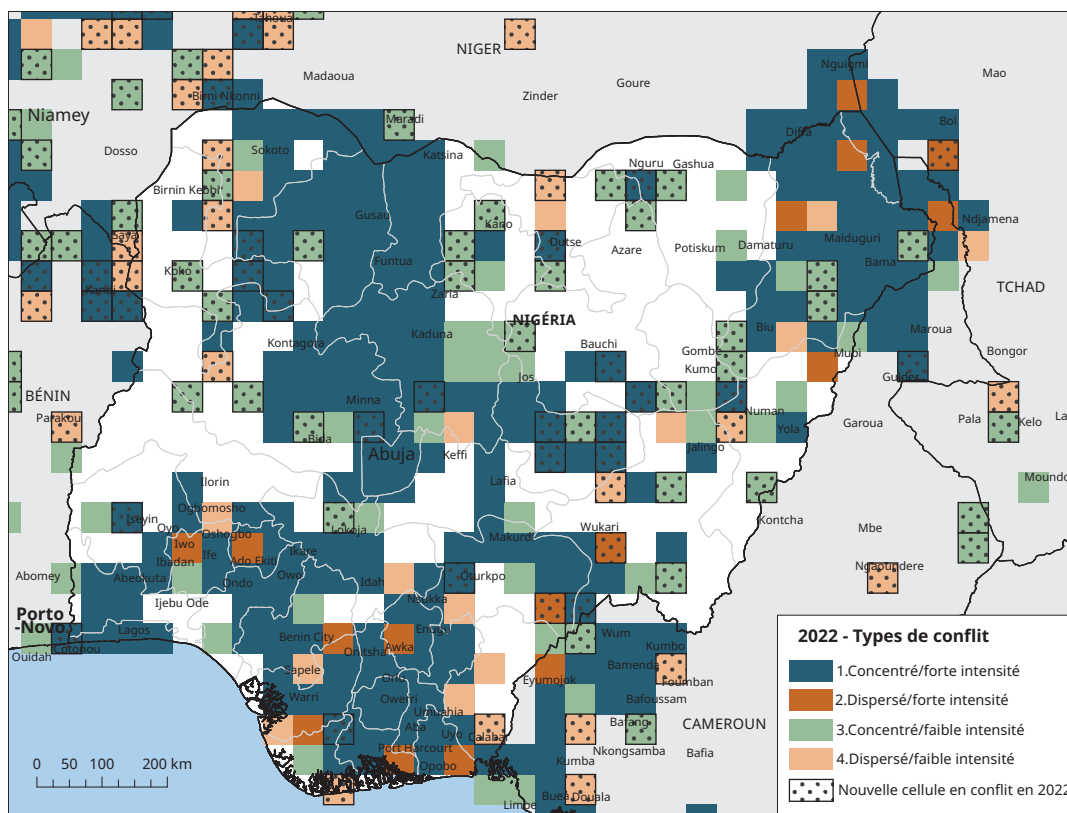 Tahoua
NIGER
Nguigmi
Mao
Madaoua
Goure
Zinder
Birni Nkonni
Niamey
Maradi
Bol
Diffa
Dosso
Sokoto
Katsina
Nguru
Gashua
Birnin Kebbi
Gusau
Kano
Ndjamena
Dutse
Azare
Potiskum
Damaturu
Maiduguri
Koko
Funtua
Bama
Kandi
Zaria
TCHAD
NIGÉRIA
Kaduna
Biu
Maroua
Kontagora
Bauchi
Gombe
Mubi
Bongor
Kumo
Jos
Guider
BÉNIN
Minna
Numan
Parakou
Bida
Yola
Garoua
Pala
Kelo
La
Abuja
Keffi
Jalingo
Ilorin
Lafia
Moundo
Ogbomosho
Iseyin
Oyo
Lokoja
Kontcha
Oshogbo
Wukari
Mbe
Iwo
Ife
Ikare
Makurdi
Ibadan
Ado Ekiti
Ngaoundere
Abomey
Abeokuta
Ondo
Owo
Idah
Oturkpo
Ijebu Ode
Nsukka
Porto
-Novo
Lagos
Benin City
Enugu
Wum
Kumbo
Cotonou
Onitsha
Awka
Ouidah
Sapele
Bamenda
Eyumojok
Foumban
Orlu
Warri
Owerri
Bafoussam
Umuahia
Aba
Uyo
Calabar
Bafang
CAMEROUN
Port Harcourt
Nkongsamba
Bafia
Opobo
Kumba
Buea
Douala
Limbe
2022 - Types de conflit
1.Concentré/forte intensité
2.Dispersé/forte intensité
3.Concentré/faible intensité
4.Dispersé/faible intensité
Nouvelle cellule en conflit en 2022
0 50 100 200 km